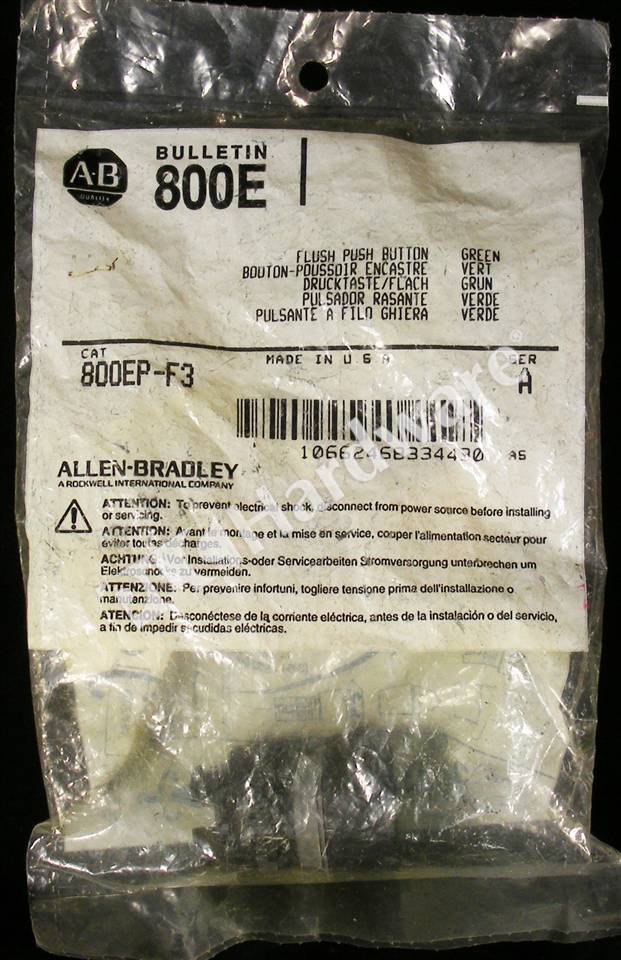 A·B
QUALITY
BULLETIN
800E
FLUSH PUSH BUTTON GREEN
BOUTON-POUSSOIR ENCASTRE VERT
DRUCKTASTE/FLACH GRUN
PULSADOR RASANTE VERDE
PULSANTE A FILO GHIERA VERDE
CAT MADE IN U S A SER
800EP-F3 A
10662468334430 AS
ALLEN-BRADLEY
A ROCKWELL INTERNATIONAL COMPANY
ATTENTION: To prevent electrical shock, disconnect from power source before installing
or servicing.
ATTENTION: Avant le montage et la mise en service, couper l'alimentation secteur pour
éviter toutes décharges.
ACHTUNG: Vor Installations-oder Servicearbeiten Stromversorgung unterbrechen um
Elektroschocks zu vermeiden.
ATTENZIONE: Per prevenire infortuni, togliere tensione prima dell'installazione o
manutenzione.
ATENCION: Desconéctese de la corriente eléctrica, antes de la instalación o del servicio,
a fin de impedir sacudidas eléctricas.
Hardware